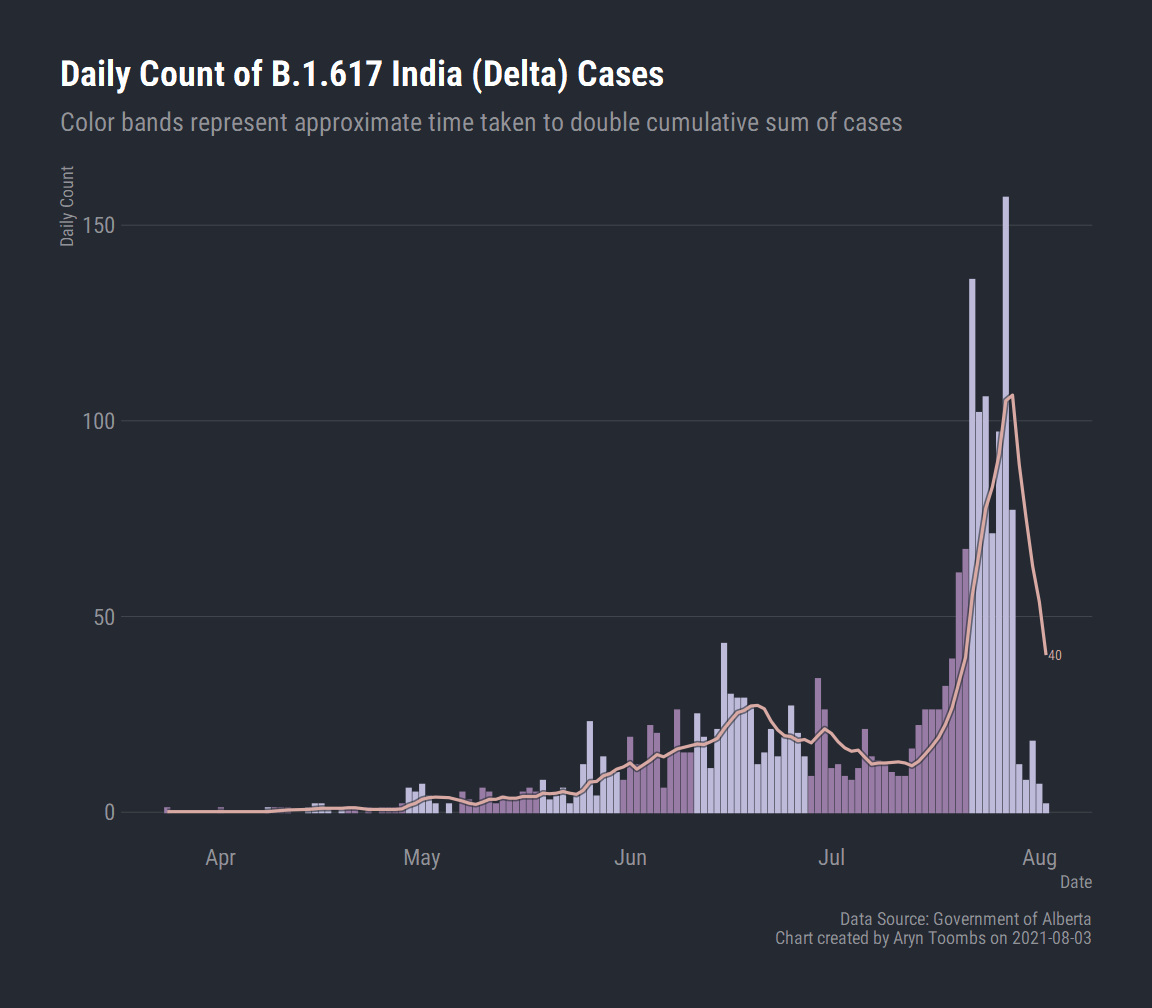 Daily Count of B.1.617 India (Delta) Cases
Color bands represent approximate time taken to double cumulative sum of cases
Daily Count
150
100
50
0
40
Apr
May
Jun
Jul
Aug
Date
Data Source: Government of Alberta
Chart created by Aryn Toombs on 2021-08-03